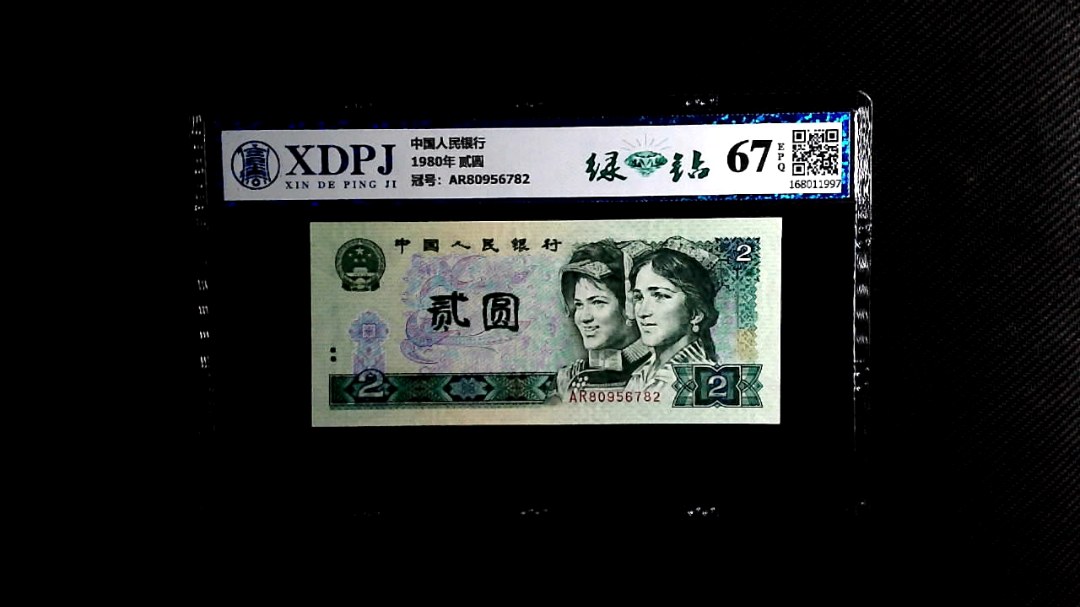 XDPJ
XIN DE PING JI
中国人民银行
1980年 贰圆
冠号：AR80956782
绿钻
67
EPQ
168011997
中国人民银行
2
贰圆
2
AR80956782
2